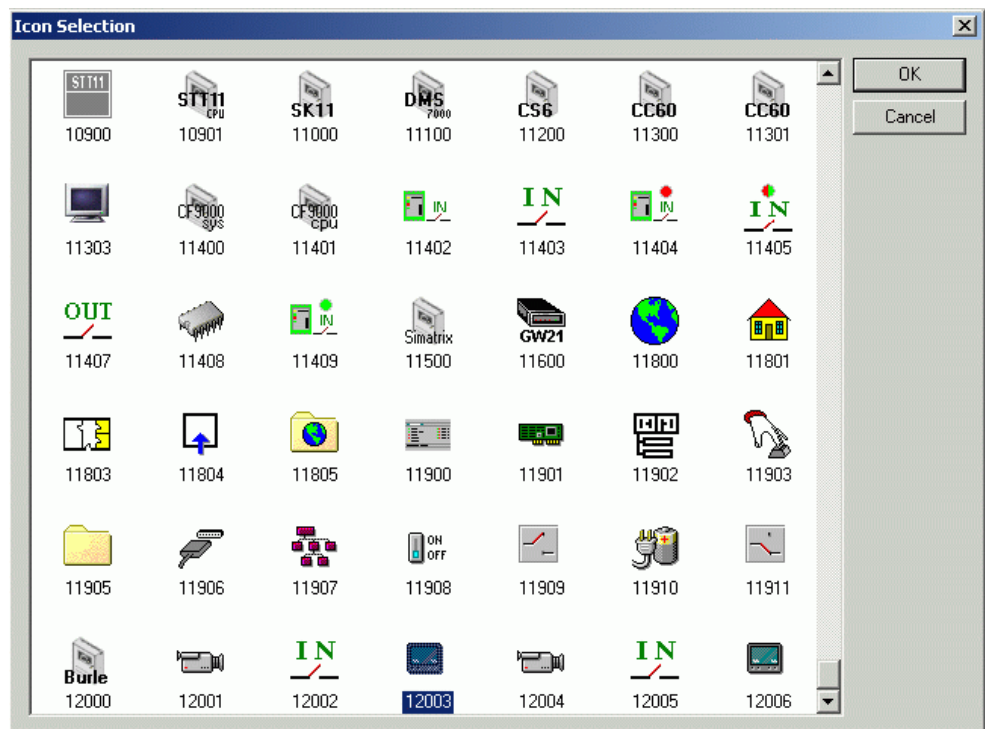 Icon Selection
OK
Cancel
STT11
STT11
CPU
SK11
DMS
7000
CS6
CC60
CC60
10900 10901 11000 11100 11200 11300 11301
CF9000
sys
CF9000
cpu
IN
IN
IN
IN
11303 11400 11401 11402 11403 11404 11405
OUT
IN
Simatrix
GW21
11407 11408 11409 11500 11600 11800 11801
11803 11804 11805 11900 11901 11902 11903
ON
OFF
11905 11906 11907 11908 11909 11910 11911
Burle
IN
IN
12000 12001 12002 12003 12004 12005 12006